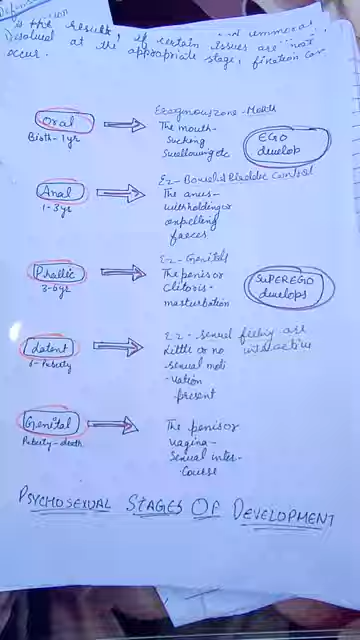 is the result, if certain issues are not
resolved at the appropriate stage, fixation can
occur.
Oral
Birth-1yr
Erogenous zone - Mouth
The mouth-
sucking
swallowing etc
EGO
develop
Anal
1-3yr
EZ- Bowel & Bladder Control
The anus-
withholding or
expelling
faeces
Phallic
3-6yr
EZ- Genitals
The penis or
clitoris-
masturbation
SUPEREGO
develops
Latent
6-Puberty
EZ- sexual feeling are
inteactive
Little or no
sexual moti
-vation
present
Genital
Puberty-death
The penis or
vagina-
Sexual inter-
course
PSYCHOSEXUAL STAGES OF DEVELOPMENT